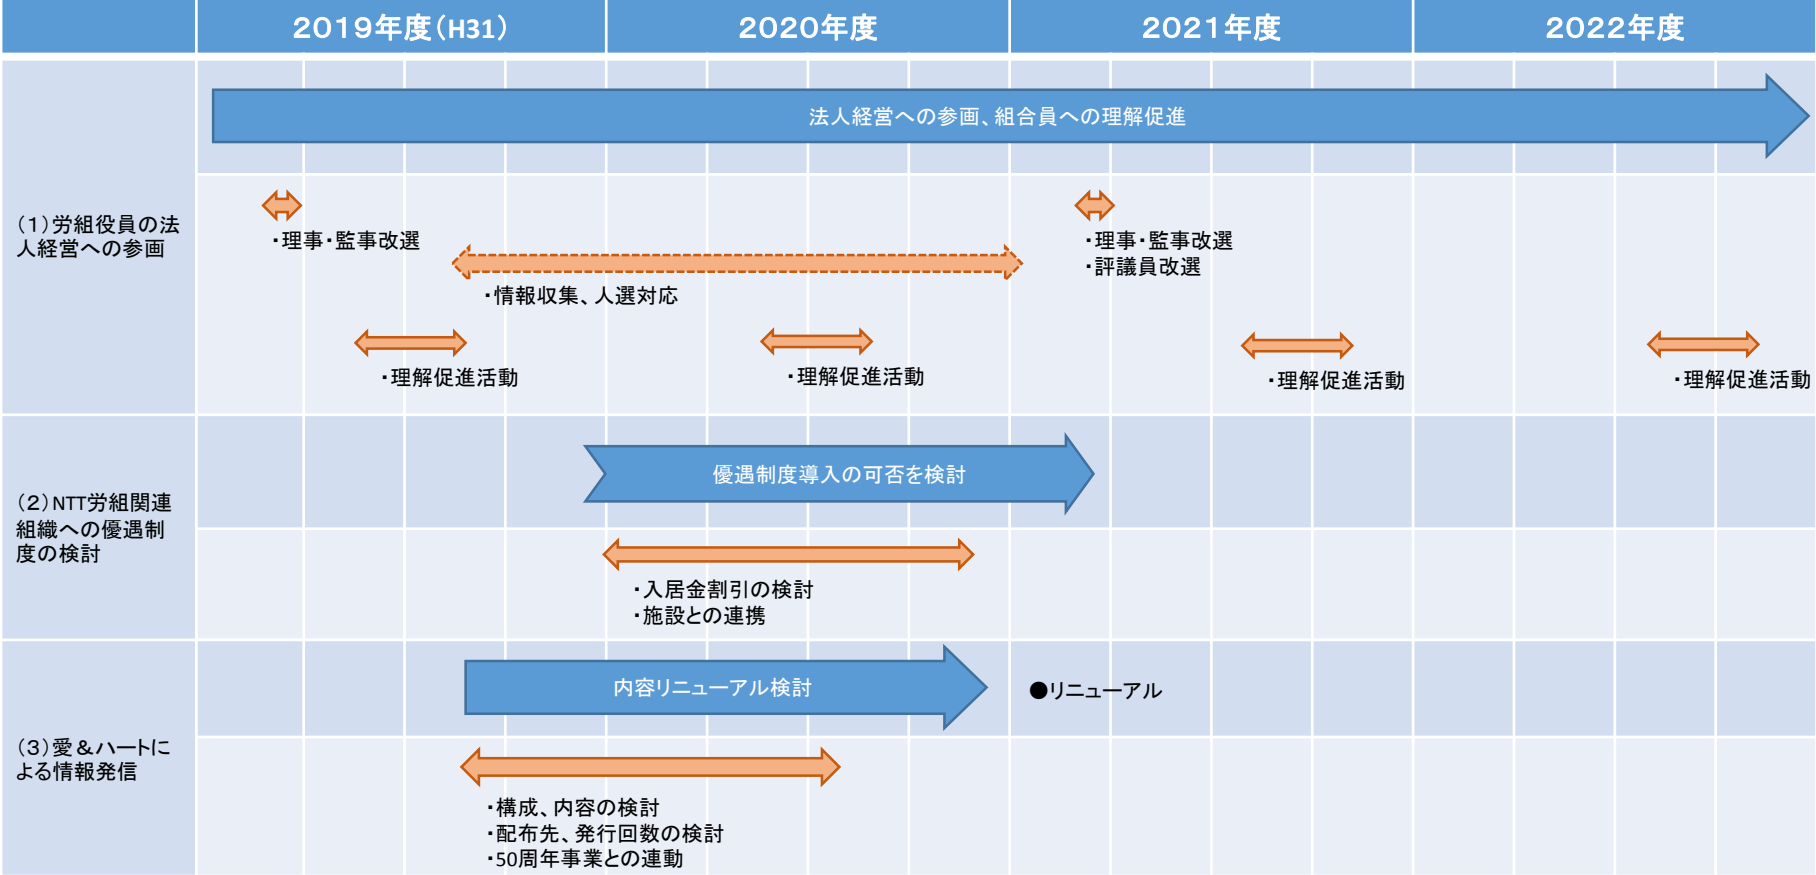 ２０１９年度（H31）
２０２０年度
２０２１年度
２０２２年度
（１）労組役員の法
人経営への参画
法人経営への参画、組合員への理解促進
・理事・監事改選
・情報収集、人選対応
・理事・監事改選
・評議員改選
・理解促進活動
・理解促進活動
・理解促進活動
・理解促進活動
（２）NTT労組関連
組織への優遇制
度の検討
優遇制度導入の可否を検討
・入居金割引の検討
・施設との連携
（３）愛＆ハートに
よる情報発信
内容リニューアル検討
●リニューアル
・構成、内容の検討
・配布先、発行回数の検討
・50周年事業との連動